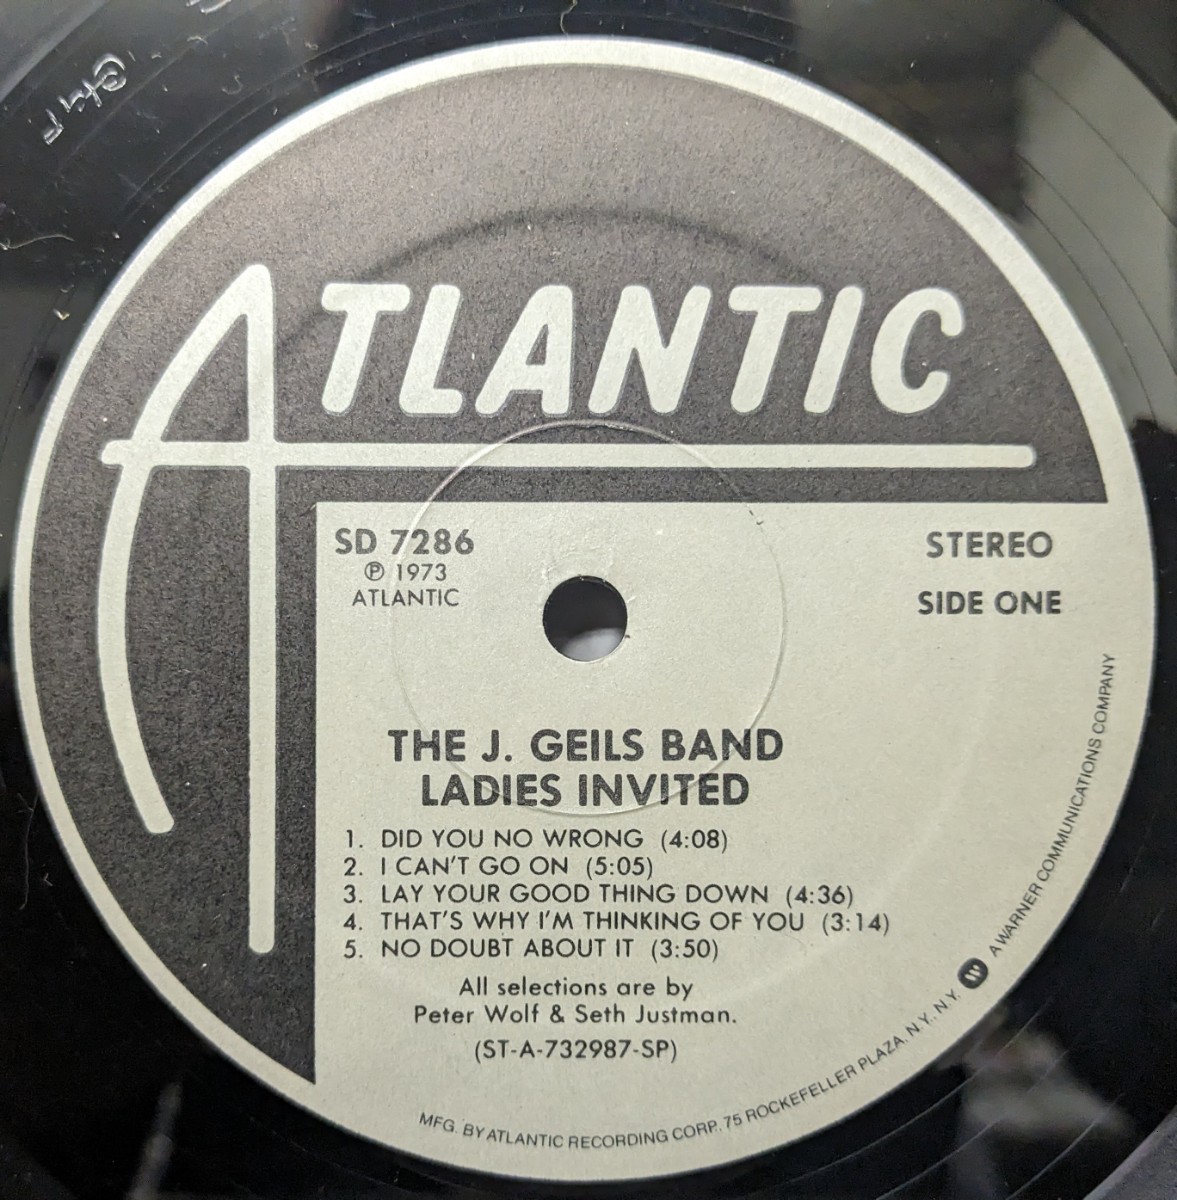 ATLANTIC
SD 7286
℗ 1973
ATLANTIC
STEREO
SIDE ONE
THE J. GEILS BAND
LADIES INVITED
1. DID YOU NO WRONG (4:08)
2. I CAN'T GO ON (5:05)
3. LAY YOUR GOOD THING DOWN (4:36)
4. THAT'S WHY I'M THINKING OF YOU (3:14)
5. NO DOUBT ABOUT IT (3:50)
All selections are by
Peter Wolf & Seth Justman.
(ST-A-732987-SP)
MFG. BY ATLANTIC RECORDING CORP., 75 ROCKEFELLER PLAZA, N.Y., N.Y. A WARNER COMMUNICATIONS COMPANY